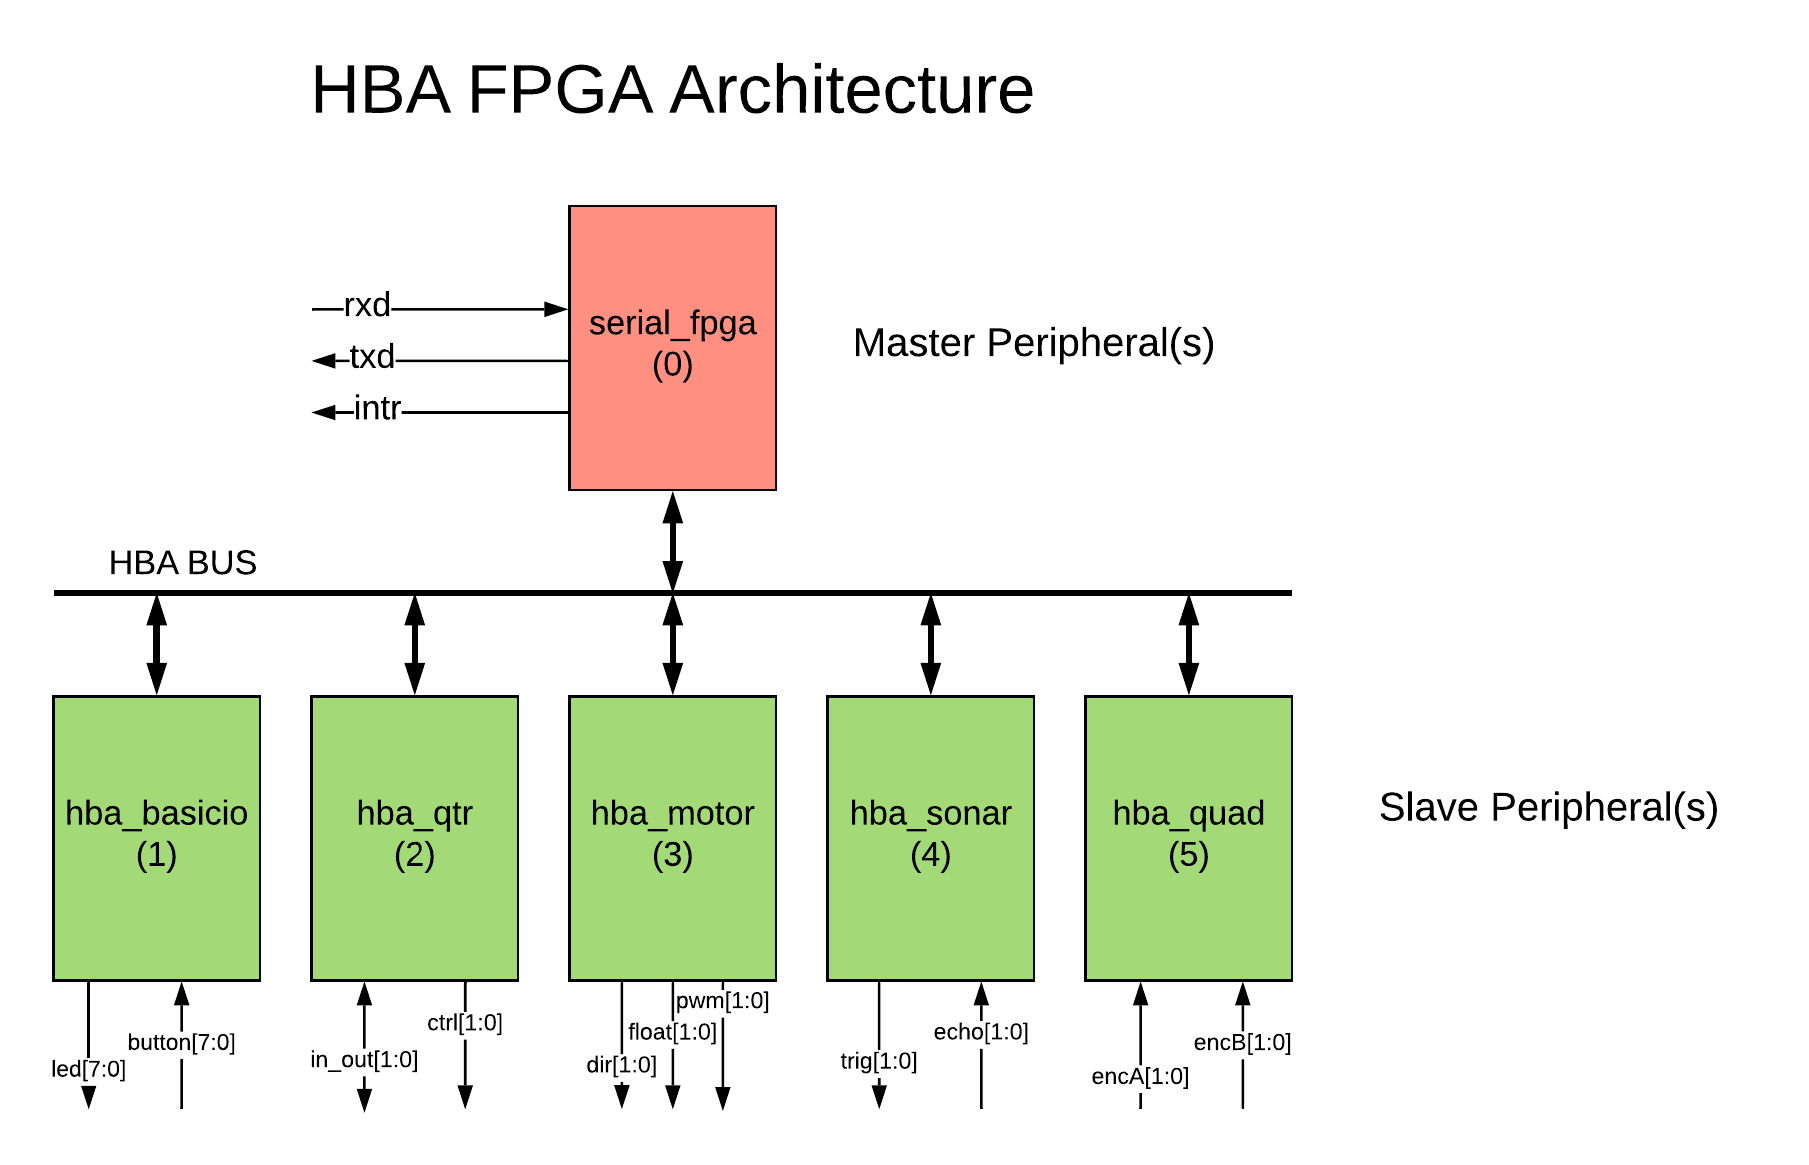 HBA FPGA Architecture
rxd
txd
intr
serial_fpga
(0)
Master Peripheral(s)
HBA BUS
hba_basicio
(1)
hba_qtr
(2)
hba_motor
(3)
hba_sonar
(4)
hba_quad
(5)
Slave Peripheral(s)
led[7:0]
button[7:0]
in_out[1:0]
ctrl[1:0]
dir[1:0]
float[1:0]
pwm[1:0]
trig[1:0]
echo[1:0]
encA[1:0]
encB[1:0]